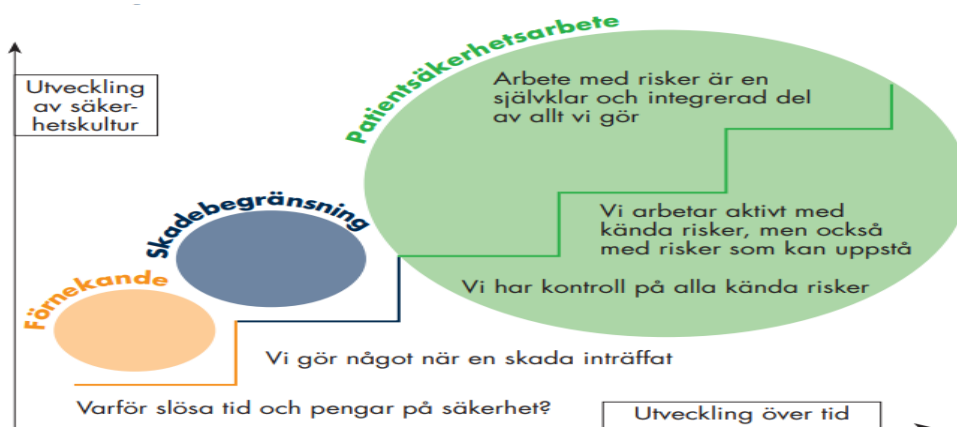 Utveckling
av säker-
hetskultur
Patientsäkerhetsarbete
Arbete med risker är en
självklar och integrerad del
av allt vi gör
Skadebegränsning
Vi arbetar aktivt med
kända risker, men också
med risker som kan uppstå
Förnekande
Vi har kontroll på alla kända risker
Vi gör något när en skada inträffat
Varför slösa tid och pengar på säkerhet?
Utveckling över tid